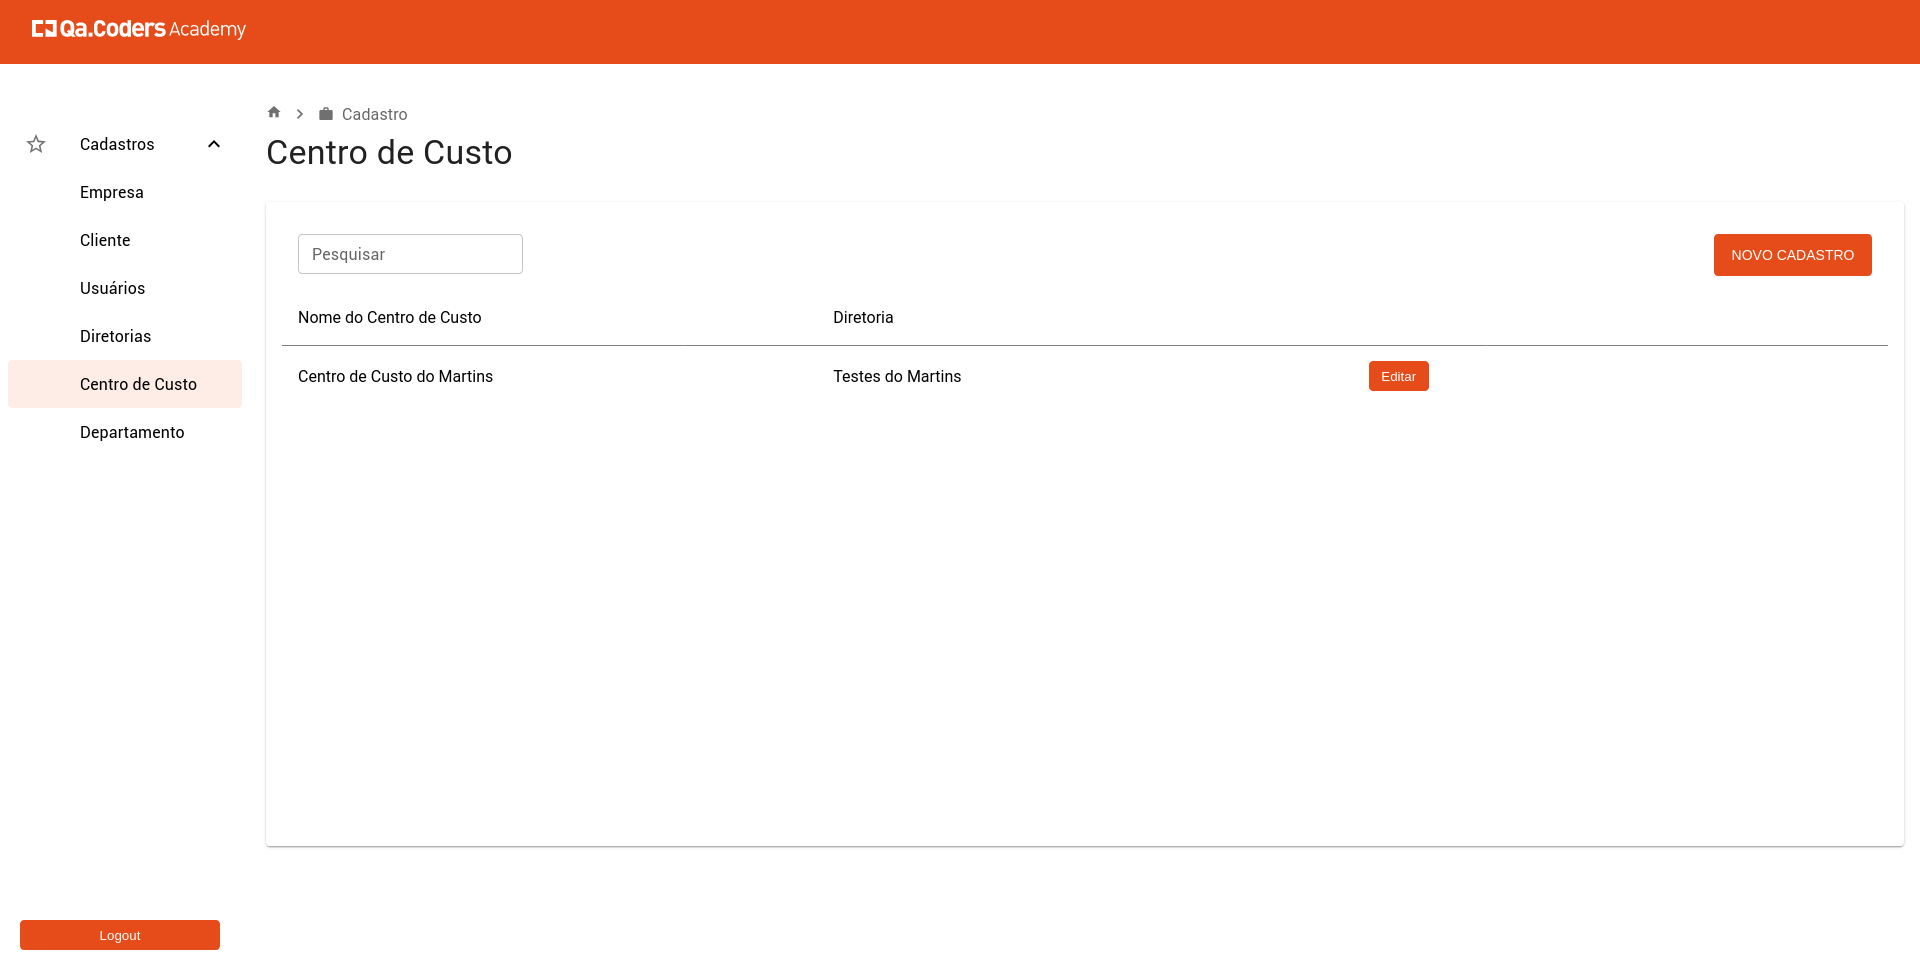 Qa.Coders Academy
Cadastro
Centro de Custo
Cadastros
Empresa
Cliente
Usuários
Diretorias
Centro de Custo
Departamento
Logout
Pesquisar
NOVO CADASTRO
Nome do Centro de Custo Diretoria
Centro de Custo do Martins Testes do Martins Editar